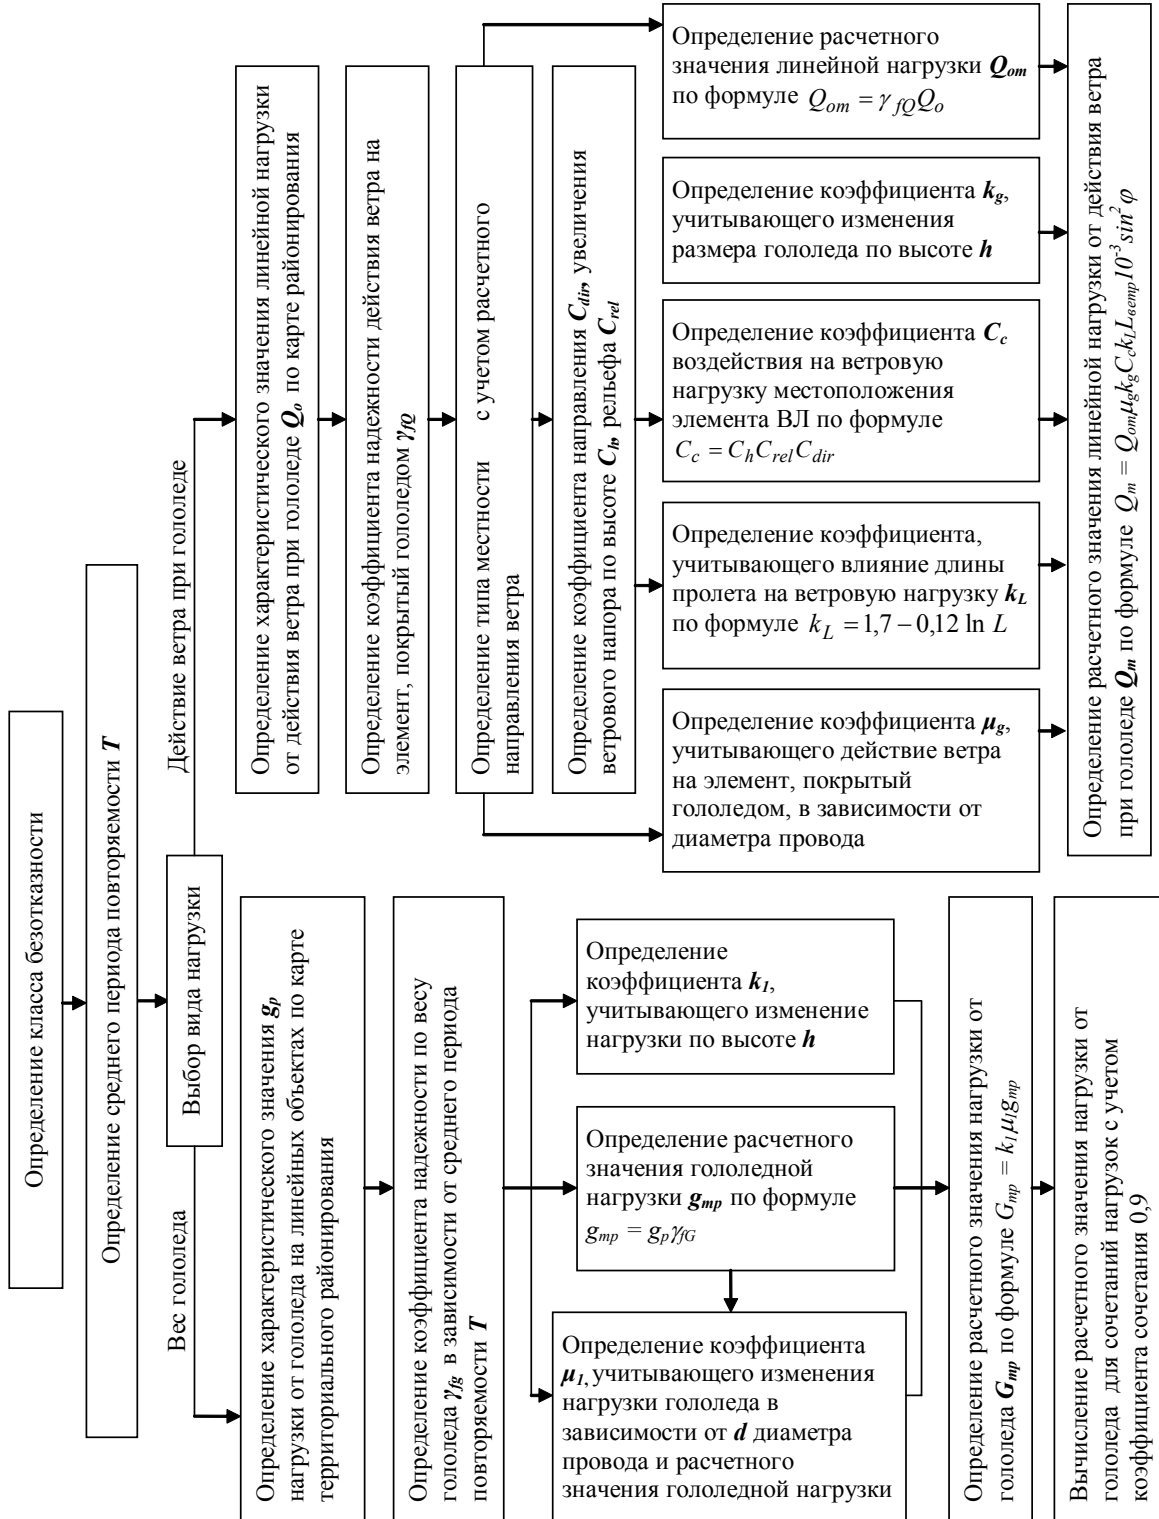 Определение класса безотказности
Определение среднего периода повторяемости T
Выбор вида нагрузки
Вес гололеда
Действие ветра при гололеде
Определение характеристического значения g_p
нагрузки от гололеда на линейных объектах по карте
территориального районирования
Определение коэффициента надежности по весу
гололеда γ_fg в зависимости от среднего периода
повторяемости T
Определение
коэффициента k_1,
учитывающего изменение
нагрузки по высоте h
Определение расчетного
значения гололедной
нагрузки g_mp по формуле
g_mp = g_p γ_fG
Определение коэффициента
μ_1, учитывающего изменения
нагрузки гололеда в
зависимости от d диаметра
провода и расчетного
значения гололедной нагрузки
Определение расчетного значения нагрузки от
гололеда G_mp по формуле G_mp = k_1 μ_1 g_mp
Вычисление расчетного значения нагрузки от
гололеда для сочетаний нагрузок с учетом
коэффициента сочетания 0,9
Определение характеристического значения линейной нагрузки
от действия ветра при гололеде Q_o по карте районирования
Определение коэффициента надежности действия ветра на
элемент, покрытый гололедом γ_fQ
Определение типа местности с учетом расчетного
направления ветра
Определение коэффициента направления C_dir, увеличения
ветрового напора по высоте C_h, рельефа C_rel
Определение расчетного
значения линейной нагрузки Q_om
по формуле Q_om = γ_fQ Q_o
Определение коэффициента k_g,
учитывающего изменения
размера гололеда по высоте h
Определение коэффициента C_c
воздействия на ветровую
нагрузку местоположения
элемента ВЛ по формуле
C_c = C_h C_rel C_dir
Определение коэффициента,
учитывающего влияние длины
пролета на ветровую нагрузку k_L
по формуле k_L = 1,7 − 0,12 ln L
Определение коэффициента μ_g,
учитывающего действие ветра
на элемент, покрытый
гололедом, в зависимости от
диаметра провода
Определение расчетного значения линейной нагрузки от действия ветра
при гололеде Q_m по формуле Q_m = Q_om μ_g k_g C_c k_L L_ветр 10^-3 sin^2 φ